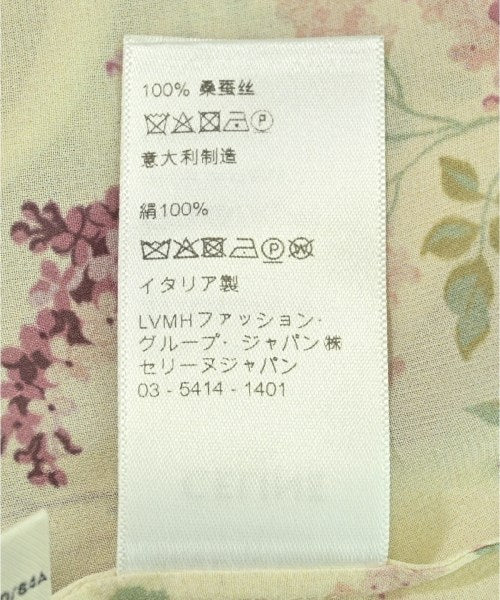 100% 桑蚕丝
P
意大利制造
絹100%
P W
イタリア製
LVMHファッション・
グループ・ジャパン㈱
セリーヌジャパン
03 - 5414 - 1401
CELINE